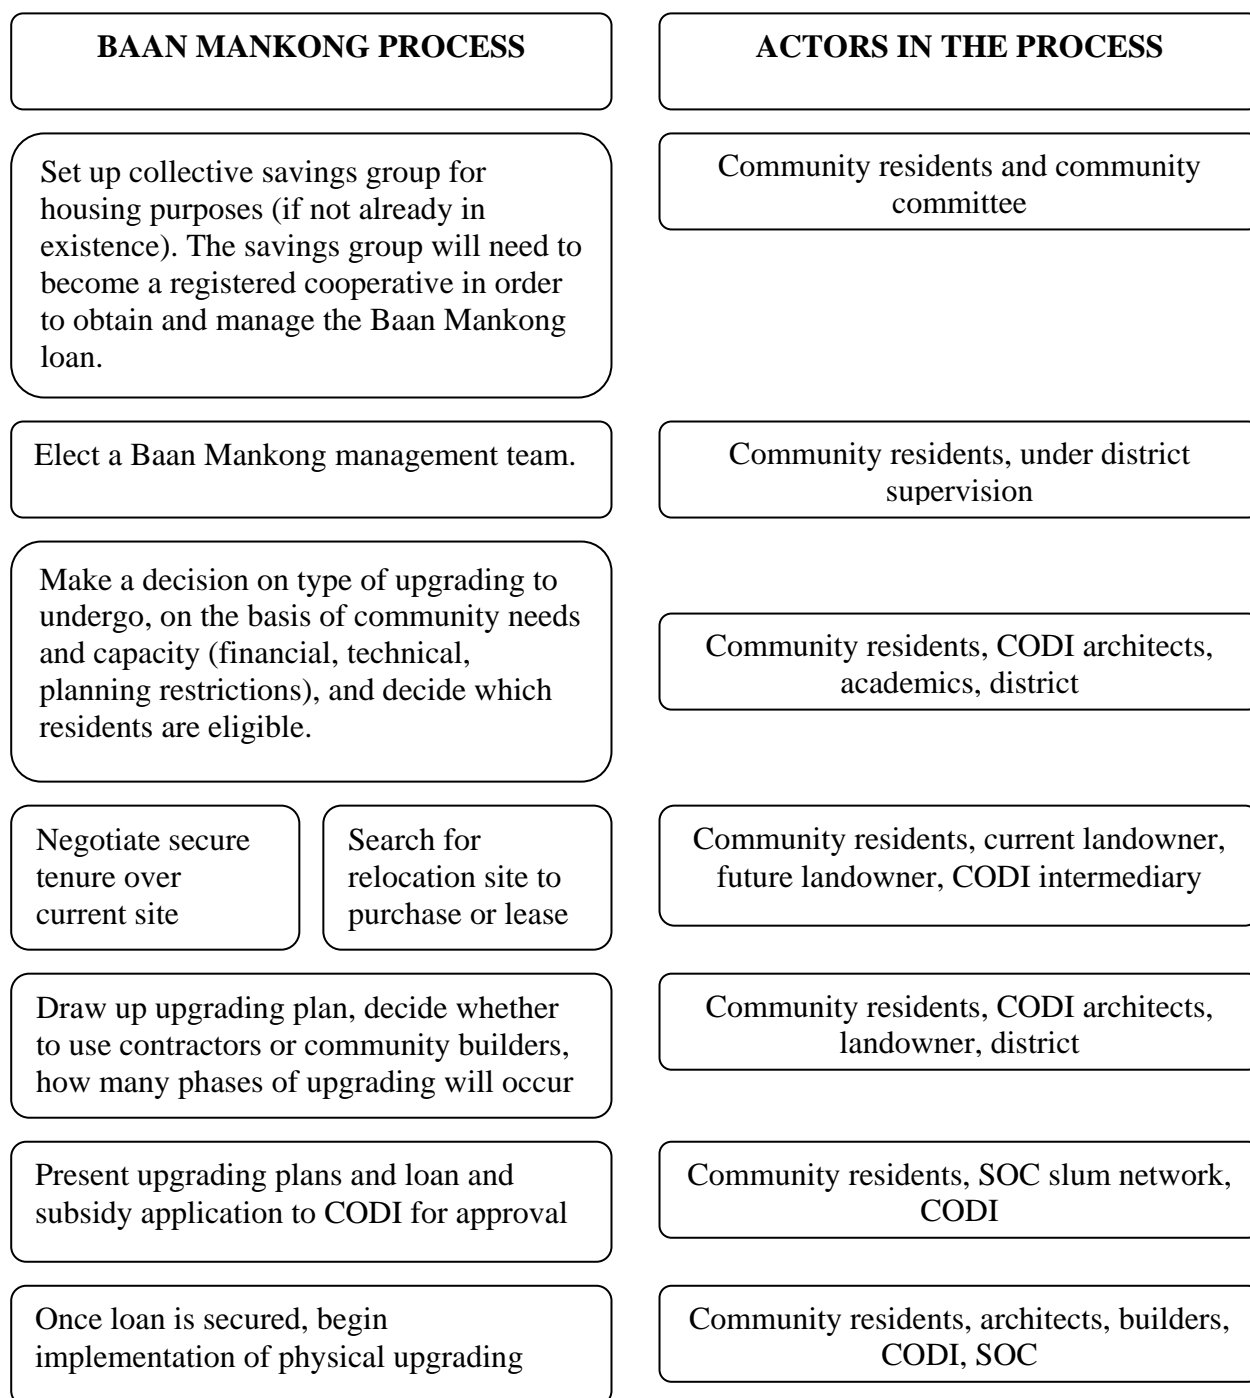 BAAN MANKONG PROCESS
ACTORS IN THE PROCESS
Set up collective savings group for
housing purposes (if not already in
existence). The savings group will need to
become a registered cooperative in order
to obtain and manage the Baan Mankong
loan.
Community residents and community
committee
Elect a Baan Mankong management team.
Community residents, under district
supervision
Make a decision on type of upgrading to
undergo, on the basis of community needs
and capacity (financial, technical,
planning restrictions), and decide which
residents are eligible.
Community residents, CODI architects,
academics, district
Negotiate secure
tenure over
current site
Search for
relocation site to
purchase or lease
Community residents, current landowner,
future landowner, CODI intermediary
Draw up upgrading plan, decide whether
to use contractors or community builders,
how many phases of upgrading will occur
Community residents, CODI architects,
landowner, district
Present upgrading plans and loan and
subsidy application to CODI for approval
Community residents, SOC slum network,
CODI
Once loan is secured, begin
implementation of physical upgrading
Community residents, architects, builders,
CODI, SOC